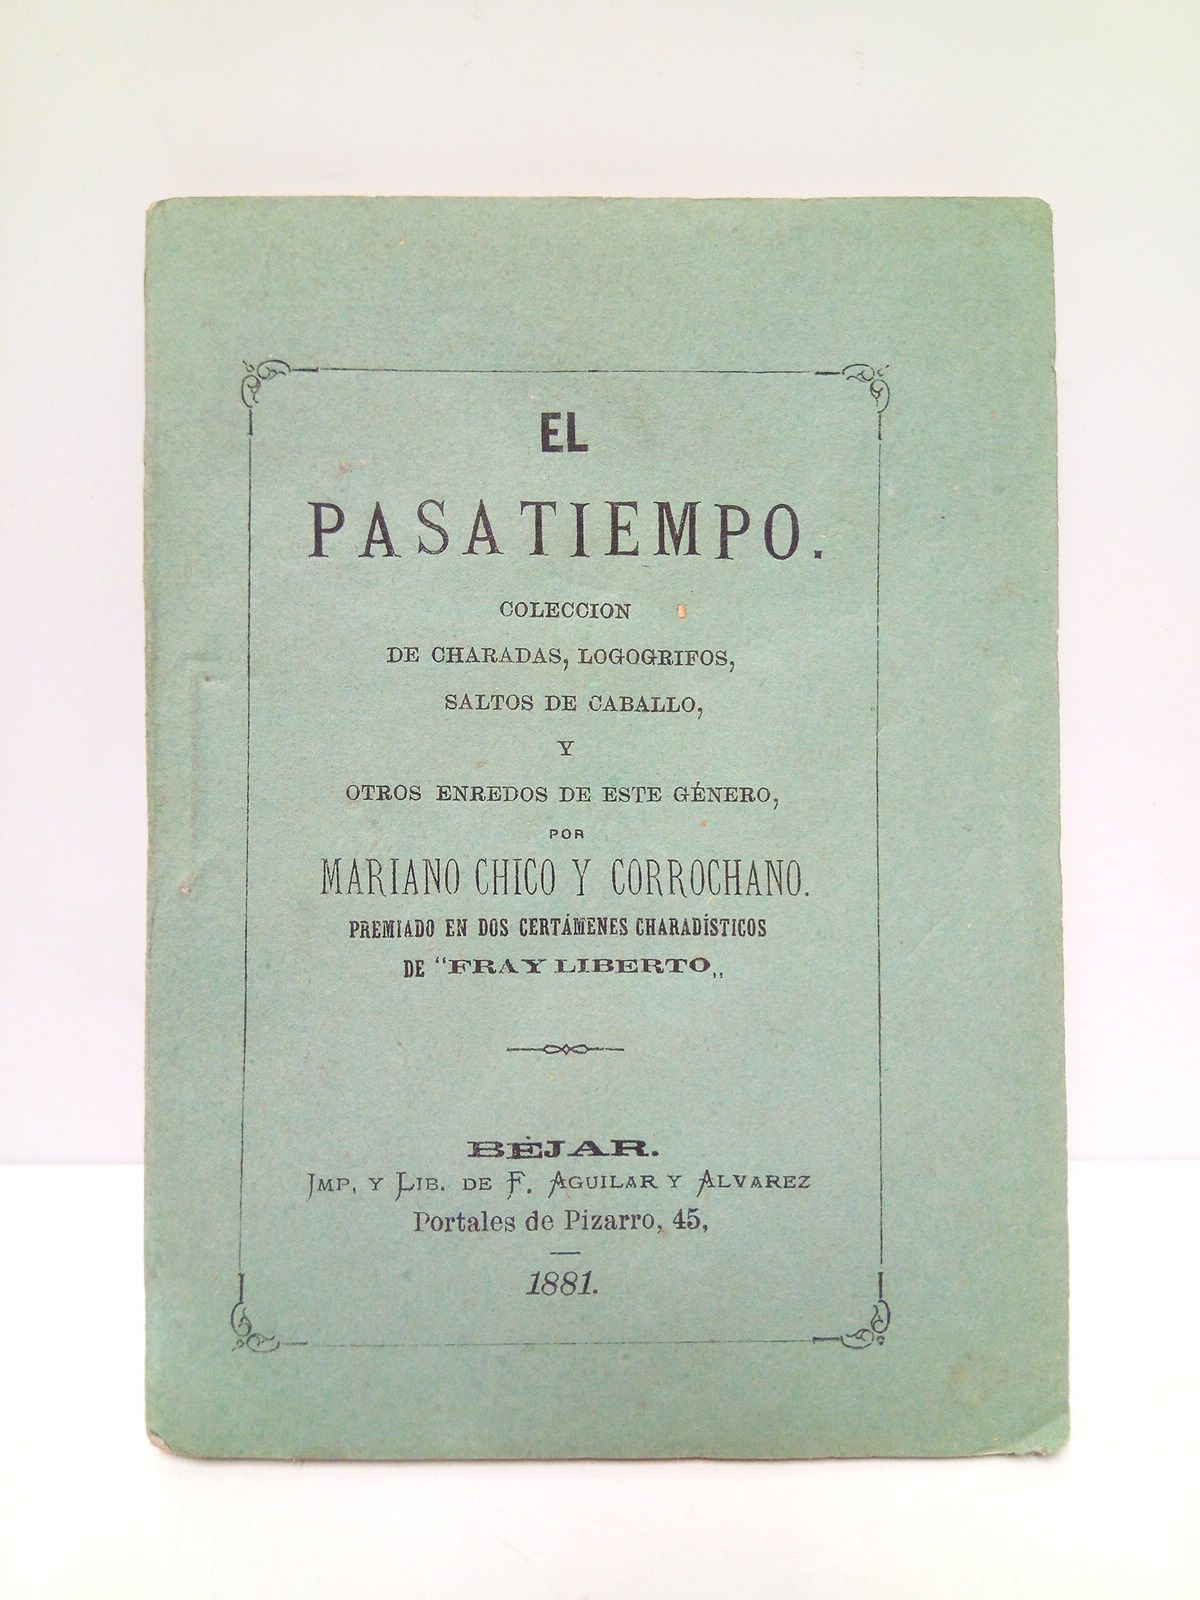 EL
PASATIEMPO.
COLECCION
DE CHARADAS, LOGOGRIFOS,
SALTOS DE CABALLO,
Y
OTROS ENREDOS DE ESTE GÉNERO,
POR
MARIANO CHICO Y CORROCHANO.
PREMIADO EN DOS CERTÁMENES CHARADÍSTICOS
DE “FRAY LIBERTO„
BÉJAR.
IMP, Y LIB. DE F. AGUILAR Y ALVAREZ
Portales de Pizarro, 45,
1881.